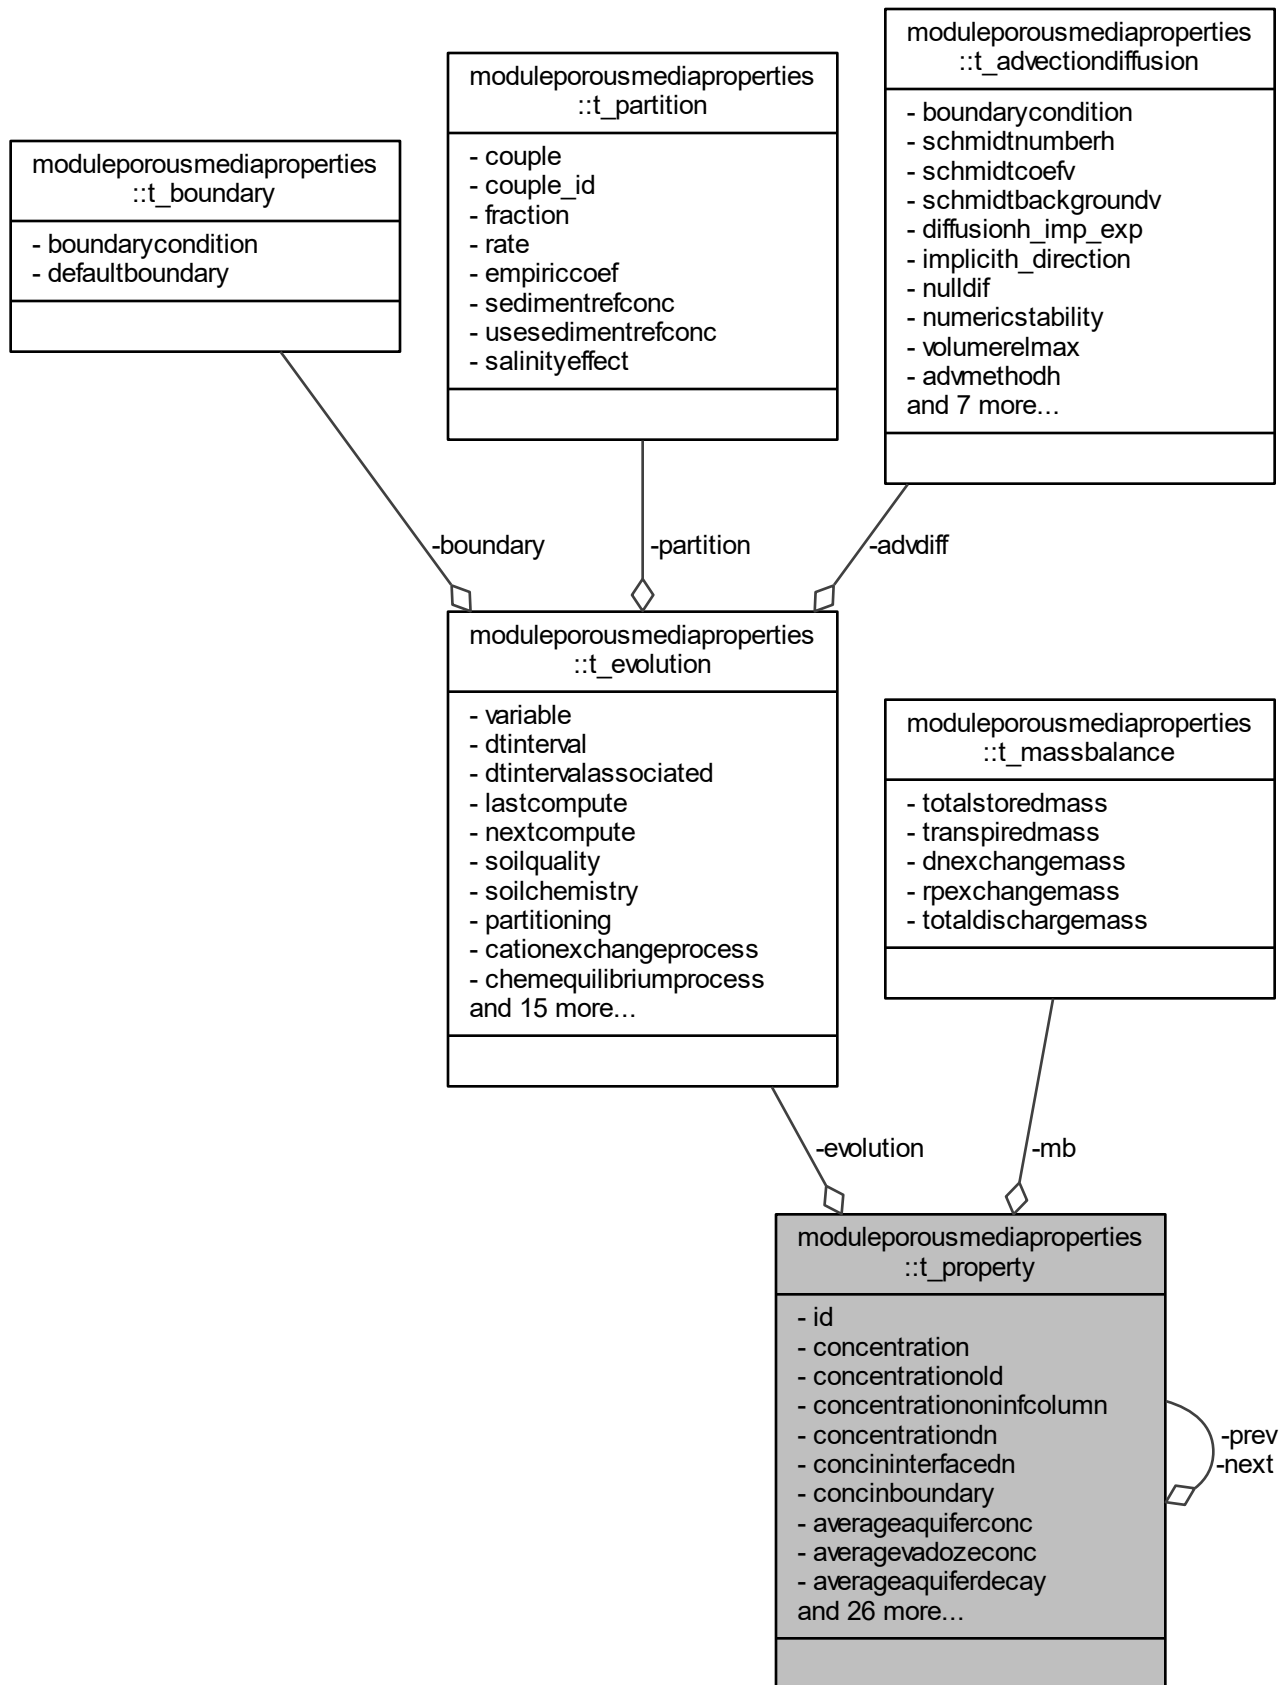 moduleporousmediaproperties
::t_advectiondiffusion
- boundarycondition
- schmidtnumberh
- schmidtcoefv
- schmidtbackgroundv
- diffusionh_imp_exp
- implicith_direction
- nulldif
- numericstability
- volumerelmax
- advmethodh
and 7 more...
moduleporousmediaproperties
::t_partition
- couple
- couple_id
- fraction
- rate
- empiriccoef
- sedimentrefconc
- usesedimentrefconc
- salinityeffect
moduleporousmediaproperties
::t_boundary
- boundarycondition
- defaultboundary
-boundary
-partition
-advdiff
moduleporousmediaproperties
::t_evolution
- variable
- dtinterval
- dtintervalassociated
- lastcompute
- nextcompute
- soilquality
- soilchemistry
- partitioning
- cationexchangeprocess
- chemequilibriumprocess
and 15 more...
moduleporousmediaproperties
::t_massbalance
- totalstoredmass
- transpiredmass
- dnexchangemass
- rpexchangemass
- totaldischargemass
-evolution
-mb
moduleporousmediaproperties
::t_property
- id
- concentration
- concentrationold
- concentrationoninfcolumn
- concentrationdn
- concininterfacedn
- concinboundary
- averageaquiferconc
- averagevadozeconc
- averageaquiferdecay
and 26 more...
-prev
-next